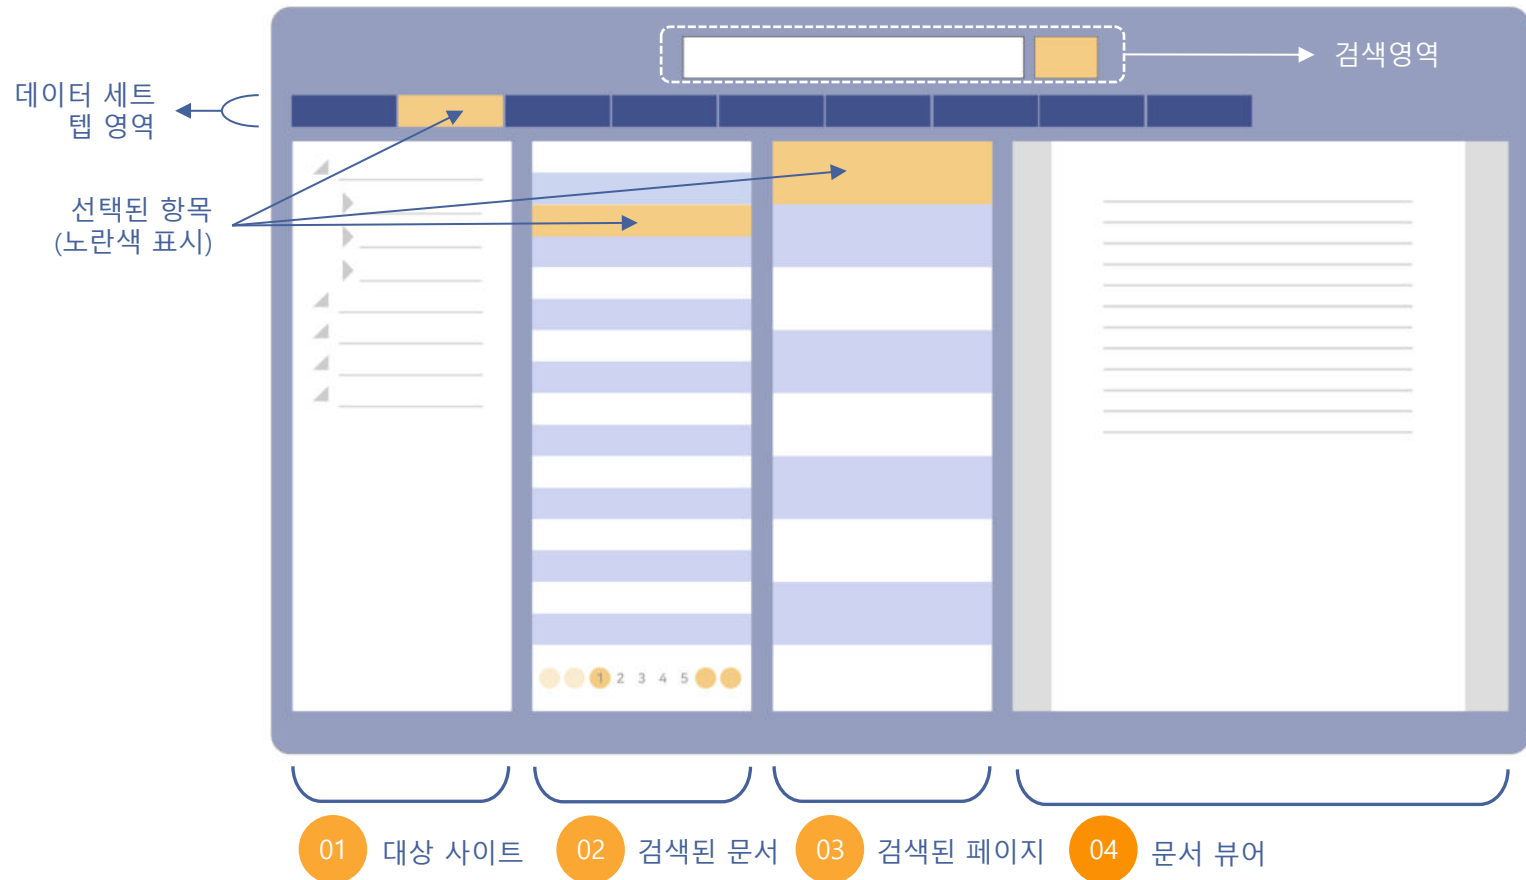 검색영역
데이터 세트
텝 영역
선택된 항목
(노란색 표시)
1 2 3 4 5
01 대상 사이트
02 검색된 문서
03 검색된 페이지
04 문서 뷰어